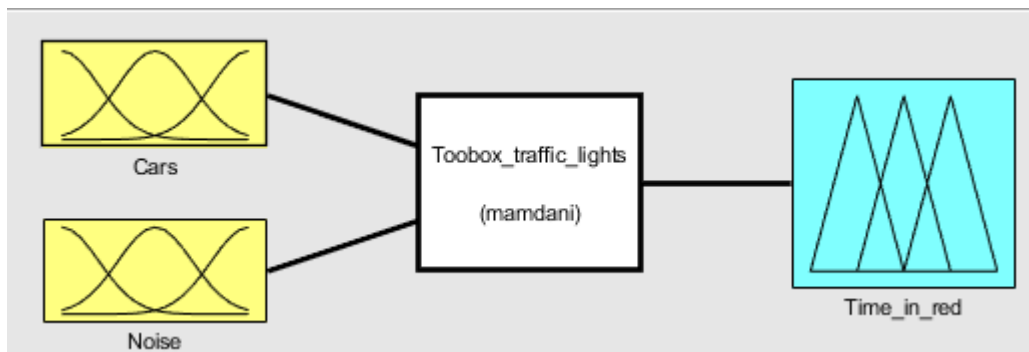 Cars
Toobox_traffic_lights
(mamdani)
Noise
Time_in_red